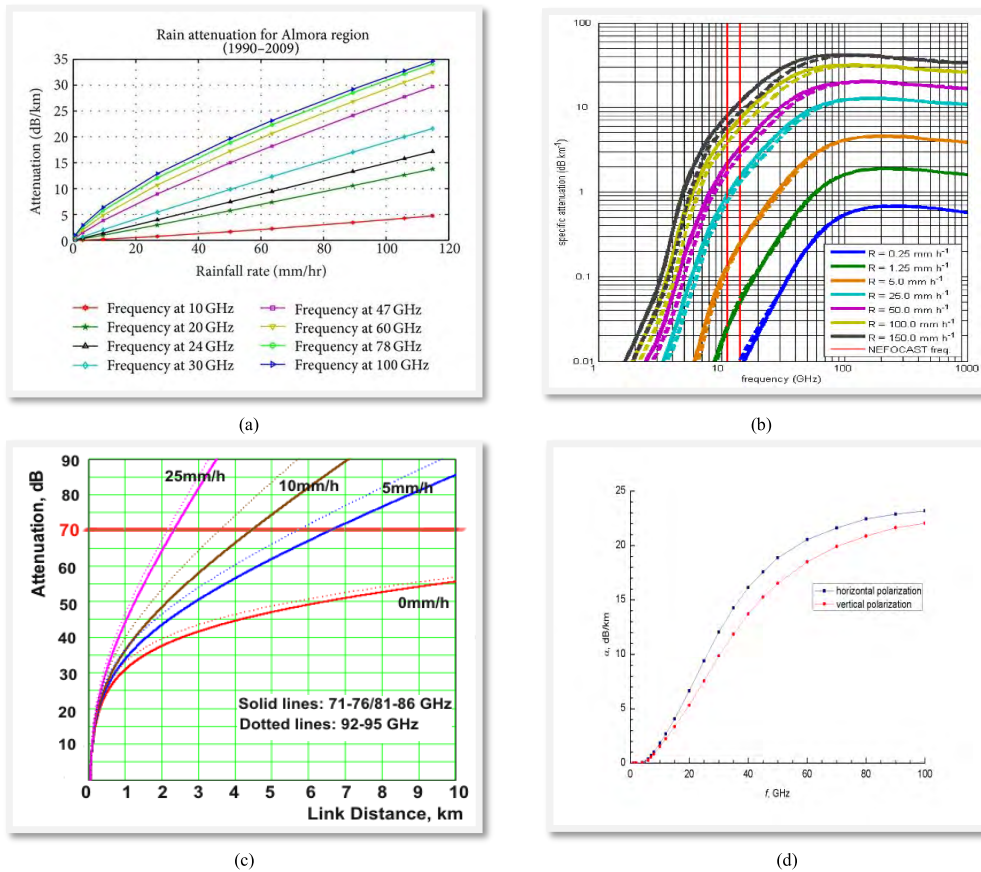 Rain attenuation for Almora region
(1990–2009)
35
30
25
20
15
10
5
0
Attenuation (dB/km)
0 20 40 60 80 100 120
Rainfall rate (mm/hr)
Frequency at 10 GHz
Frequency at 20 GHz
Frequency at 24 GHz
Frequency at 30 GHz
Frequency at 47 GHz
Frequency at 60 GHz
Frequency at 78 GHz
Frequency at 100 GHz
(a)
100
10
1
0.1
0.01
specific attenuation (dB km⁻¹)
R = 0.25 mm h⁻¹
R = 1.25 mm h⁻¹
R = 5.0 mm h⁻¹
R = 25.0 mm h⁻¹
R = 50.0 mm h⁻¹
R = 100.0 mm h⁻¹
R = 150.0 mm h⁻¹
NEFOCAST freq.
1 10 100 1000
frequency (GHz)
(b)
90
80
70
60
50
40
30
20
10
Attenuation, dB
25mm/h
10mm/h
5mm/h
0mm/h
Solid lines: 71-76/81-86 GHz
Dotted lines: 92-95 GHz
0 1 2 3 4 5 6 7 8 9 10
Link Distance, km
(c)
25
20
15
10
5
0
α, dB/km
horizontal polarization
vertical polarization
0 20 40 60 80 100
f, GHz
(d)